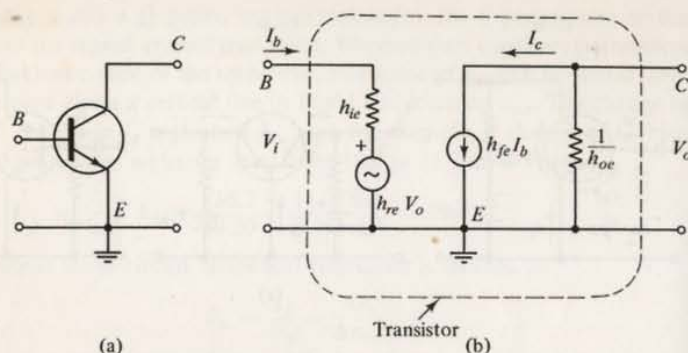 C
B
E
(a)
I_b
B
V_i
h_ie
+
h_re V_o
I_c
h_fe I_b
E
1/h_oe
C
V_o
Transistor
(b)